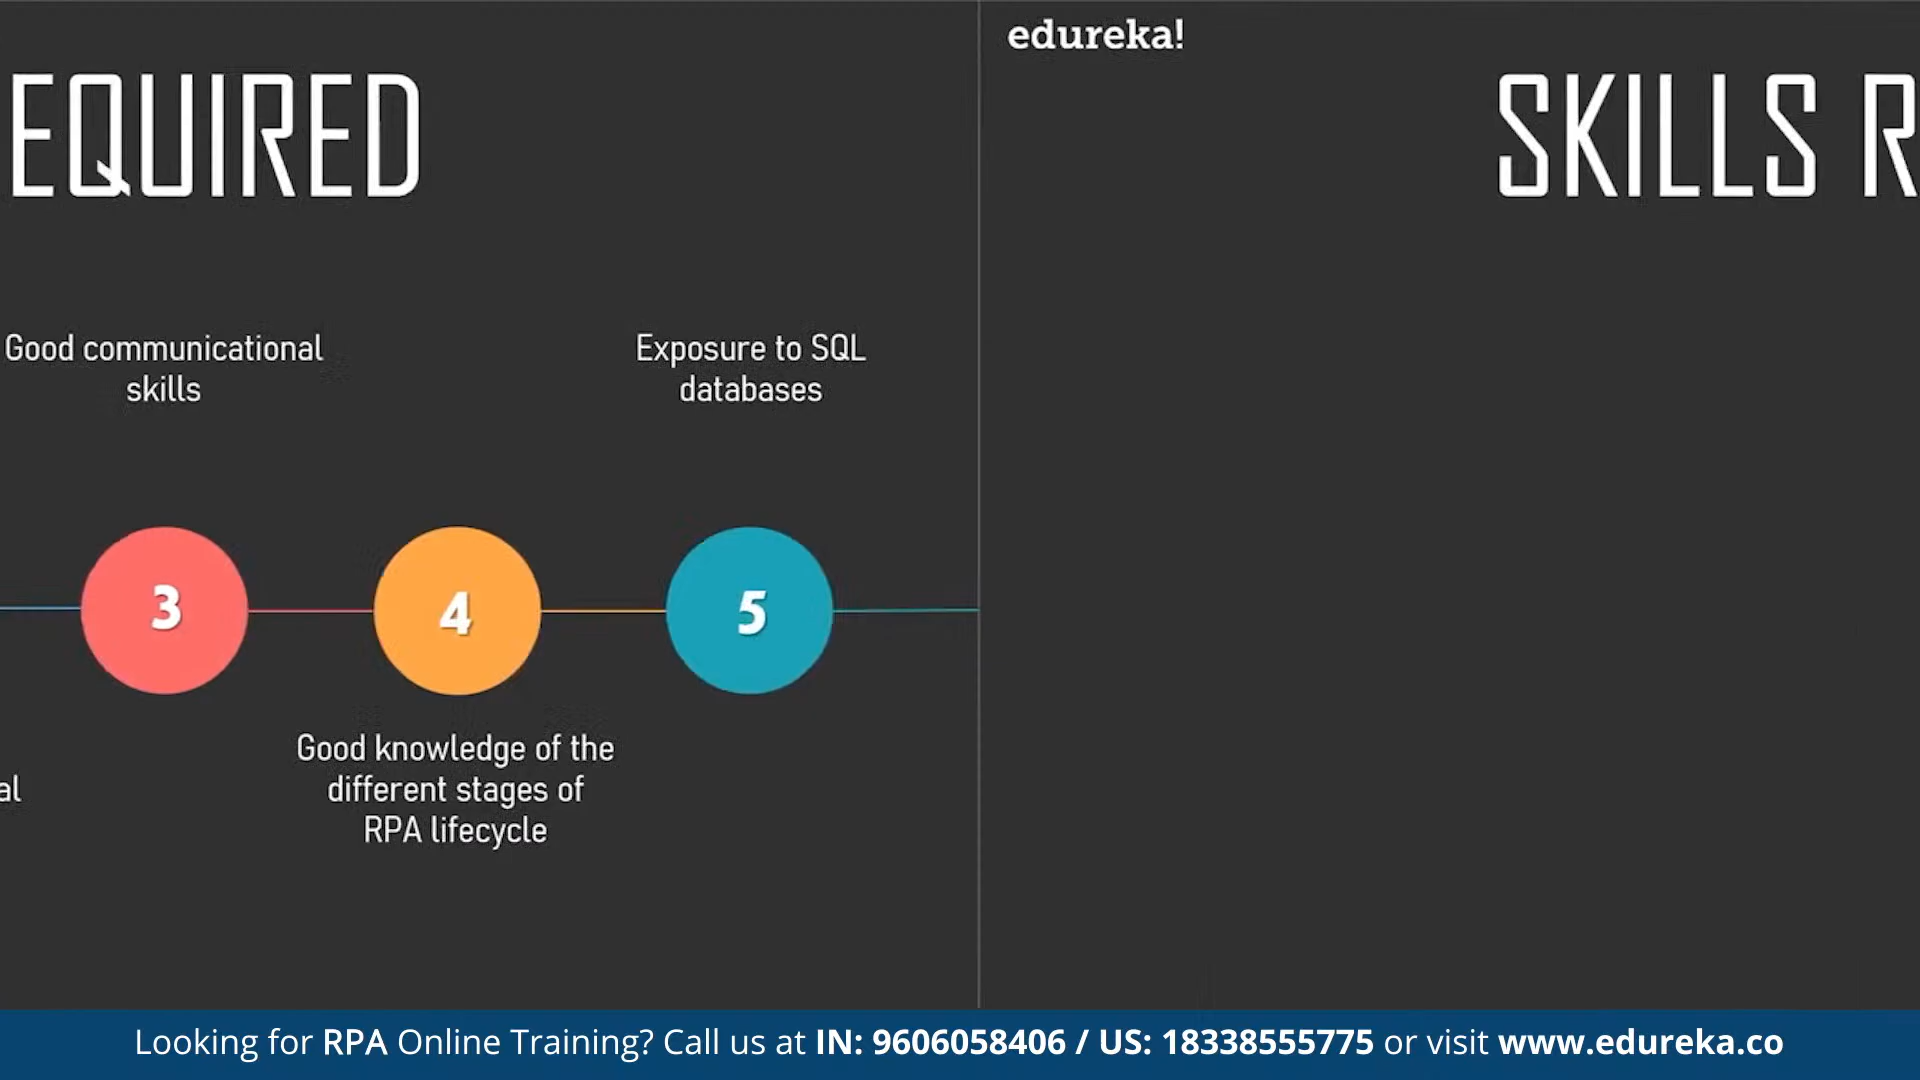 edureka!
EQUIRED
SKILLS R
Good communicational
skills
Exposure to SQL
databases
3
4
5
Good knowledge of the
different stages of
RPA lifecycle
al
Looking for RPA Online Training? Call us at IN: 9606058406 / US: 18338555775 or visit www.edureka.co